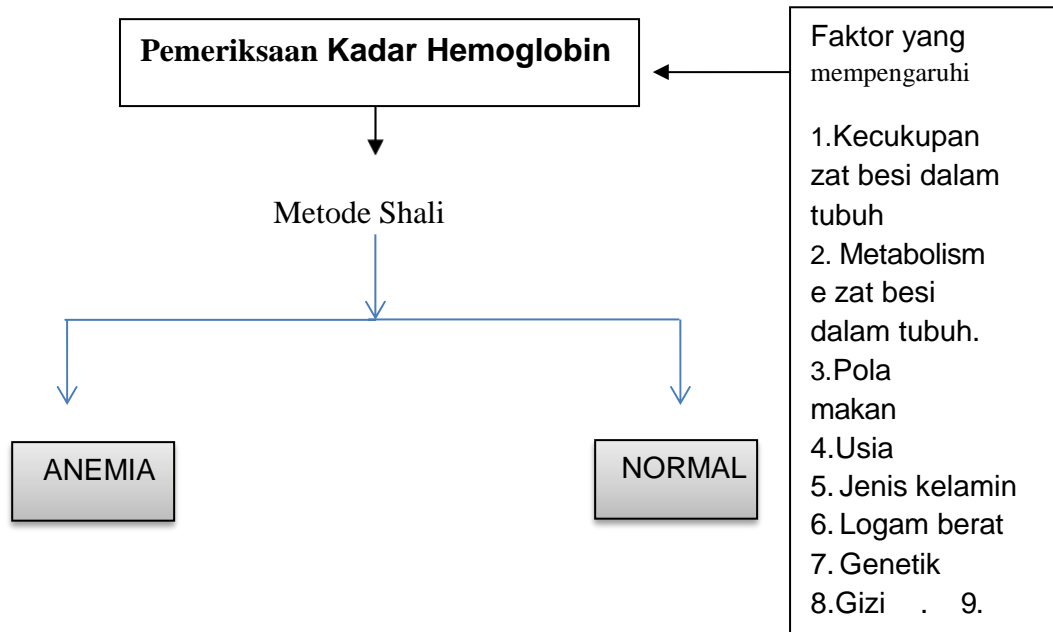 Pemeriksaan Kadar Hemoglobin
Metode Shali
ANEMIA
NORMAL
Faktor yang
mempengaruhi
1.Kecukupan
zat besi dalam
tubuh
2. Metabolism
e zat besi
dalam tubuh.
3.Pola
makan
4.Usia
5. Jenis kelamin
6. Logam berat
7. Genetik
8.Gizi . 9.